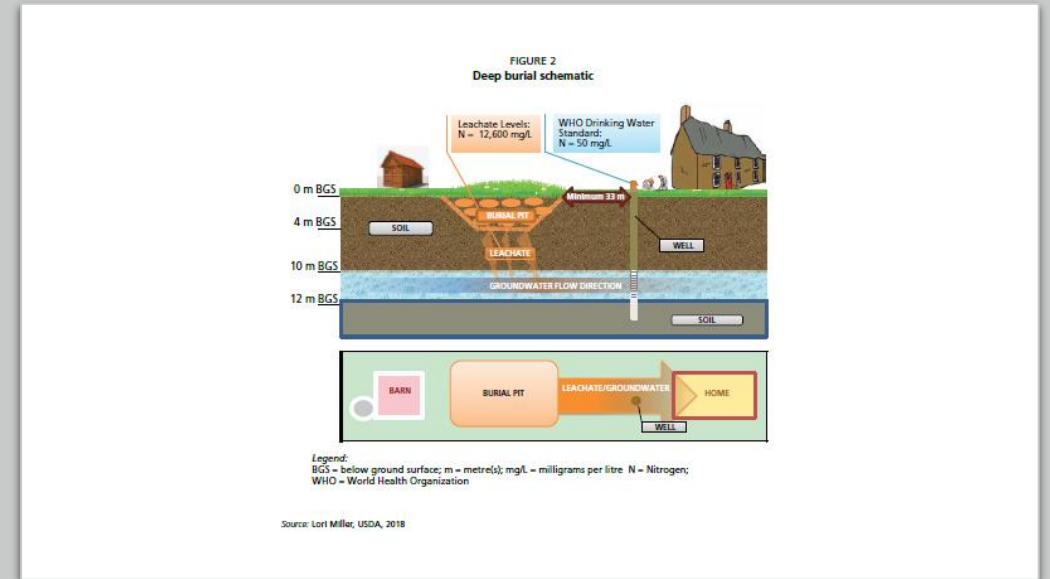 FIGURE 2
Deep burial schematic
Leachate Levels:
N = 12,600 mg/L
WHO Drinking Water
Standard:
N = 50 mg/L
0 m BGS
Minimum 33 m
BURIAL PIT
4 m BGS
SOIL
WELL
LEACHATE
10 m BGS
GROUNDWATER FLOW DIRECTION
12 m BGS
SOIL
BARN
BURIAL PIT
LEACHATE/GROUNDWATER
HOME
WELL
Legend:
BGS = below ground surface; m = metre(s); mg/L = milligrams per litre N = Nitrogen;
WHO = World Health Organization
Source: Lori Miller, USDA, 2018